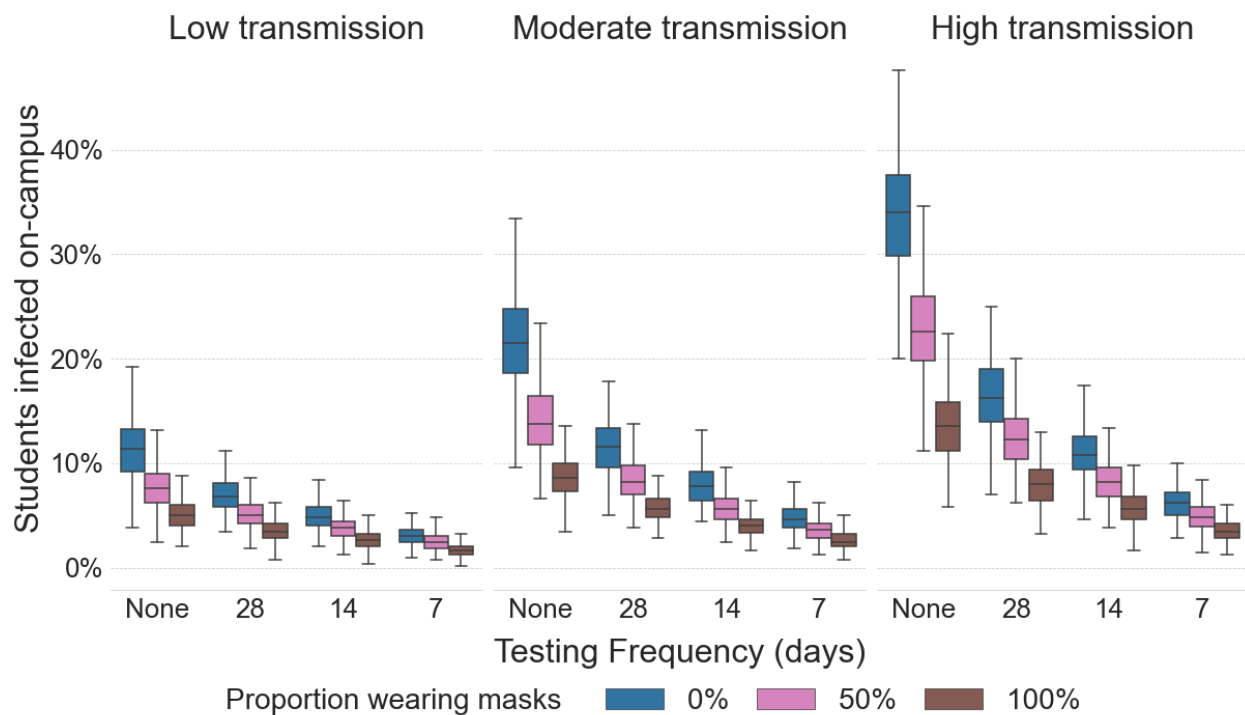 Low transmission
Moderate transmission
High transmission
Students infected on-campus
40%
30%
20%
10%
0%
None 28 14 7
None 28 14 7
None 28 14 7
Testing Frequency (days)
Proportion wearing masks 0% 50% 100%